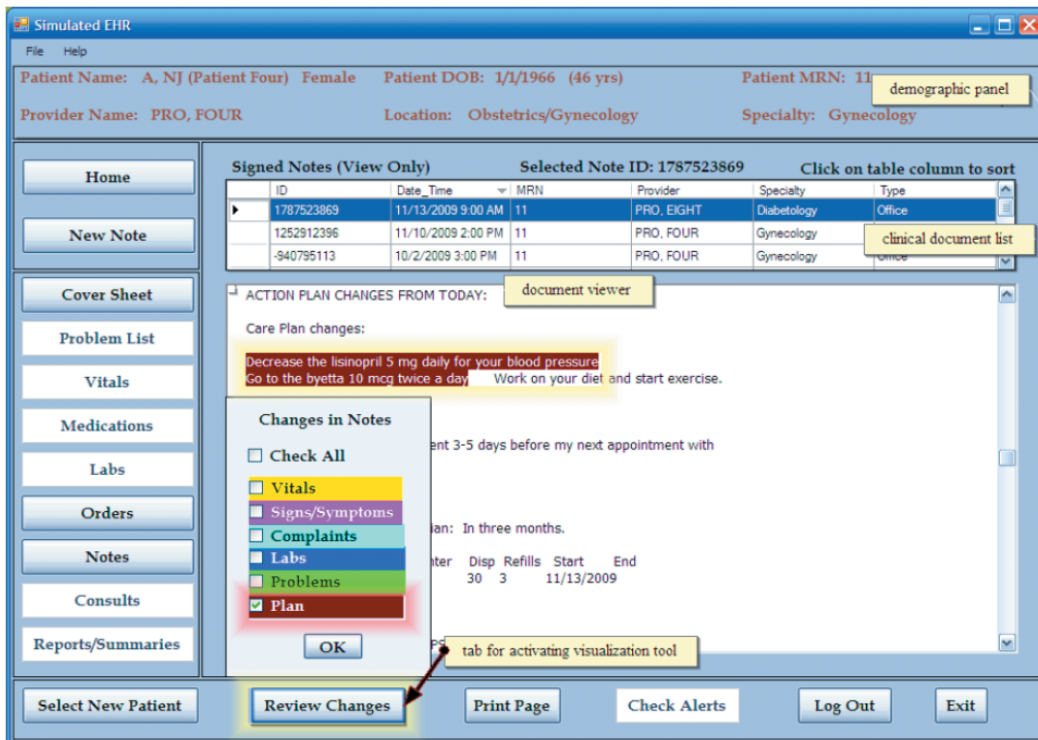 Simulated EHR
File Help
Patient Name: A, NJ (Patient Four) Female Patient DOB: 1/1/1966 (46 yrs) Patient MRN: 11
demographic panel
Provider Name: PRO, FOUR Location: Obstetrics/Gynecology Specialty: Gynecology
Home
New Note
Cover Sheet
Problem List
Vitals
Medications
Labs
Orders
Notes
Consults
Reports/Summaries
Signed Notes (View Only) Selected Note ID: 1787523869 Click on table column to sort
ID Date_Time MRN Provider Specialty Type
1787523869 11/13/2009 9:00 AM 11 PRO, EIGHT Diabetology Office
1252912396 11/10/2009 2:00 PM 11 PRO, FOUR Gynecology
-940795113 10/2/2009 3:00 PM 11 PRO, FOUR Gynecology Office
clinical document list
document viewer
ACTION PLAN CHANGES FROM TODAY:
Care Plan changes:
Decrease the lisinopril 5 mg daily for your blood pressure
Go to the byetta 10 mcg twice a day Work on your diet and start exercise.
3-5 days before my next appointment with
In three months.
Disp Refills Start End
30 3 11/13/2009
Changes in Notes
Check All
Vitals
Signs/Symptoms
Complaints
Labs
Problems
Plan
OK
tab for activating visualization tool
Select New Patient Review Changes Print Page Check Alerts Log Out Exit